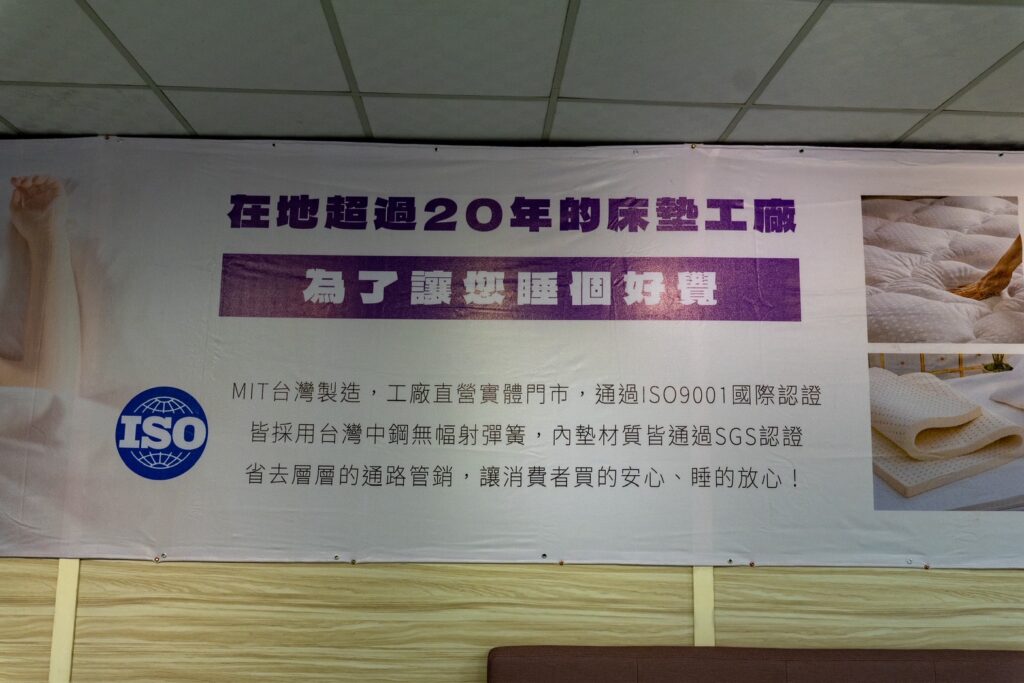 在地超過20年的床墊工廠
為了讓您睡個好覺
MIT台灣製造，工廠直營實體門市，通過ISO9001國際認證
皆採用台灣中鋼無幅射彈簧，內墊材質皆通過SGS認證
省去層層的通路管銷，讓消費者買的安心、睡的放心！
ISO